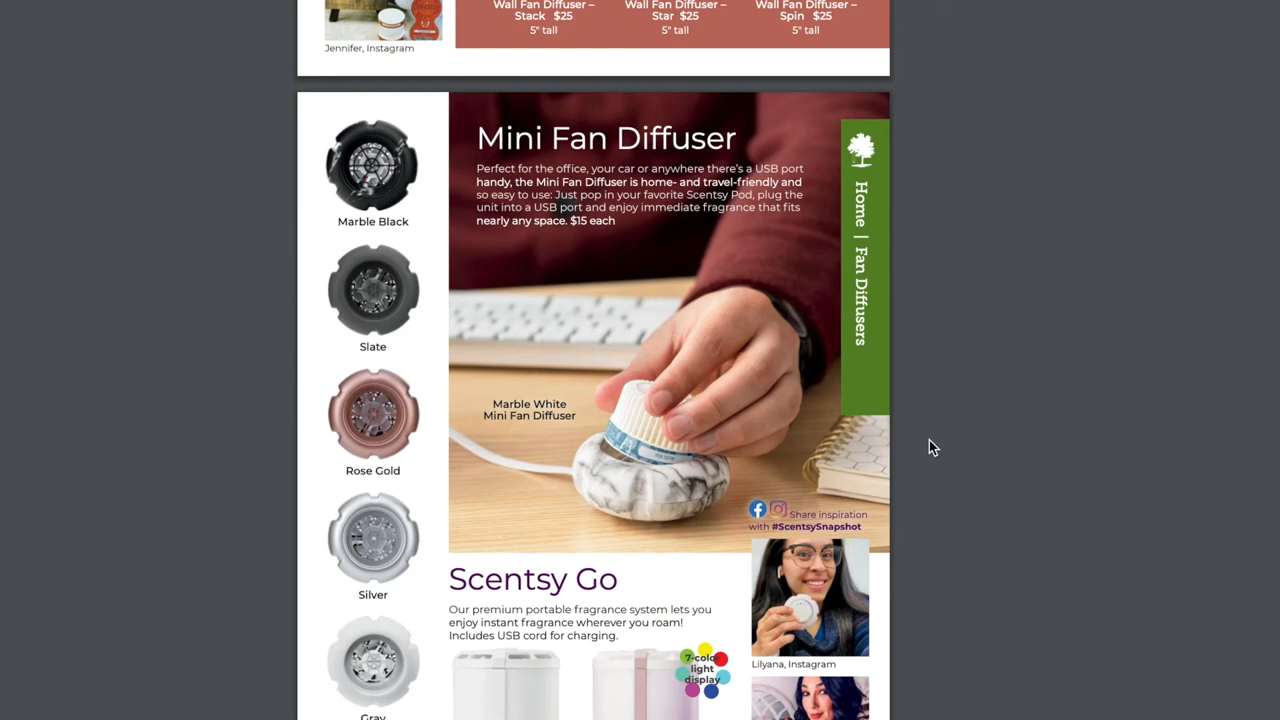 Wall Fan Diffuser –
Stack $25
5" tall
Wall Fan Diffuser –
Star $25
5" tall
Wall Fan Diffuser –
Spin $25
5" tall
Jennifer, Instagram
Marble Black
Slate
Rose Gold
Silver
Gray
Mini Fan Diffuser
Perfect for the office, your car or anywhere there's a USB port
handy, the Mini Fan Diffuser is home- and travel-friendly and
so easy to use: Just pop in your favorite Scentsy Pod, plug the
unit into a USB port and enjoy immediate fragrance that fits
nearly any space. $15 each
Home | Fan Diffusers
Marble White
Mini Fan Diffuser
Share inspiration
with #ScentsySnapshot
Scentsy Go
Our premium portable fragrance system lets you
enjoy instant fragrance wherever you roam!
Includes USB cord for charging.
7-color
light
display
Lilyana, Instagram